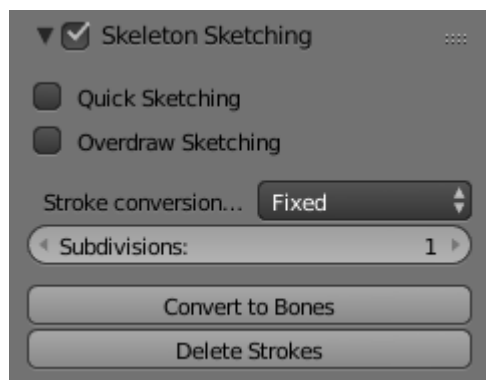 Skeleton Sketching
Quick Sketching
Overdraw Sketching
Stroke conversion... Fixed
Subdivisions: 1
Convert to Bones
Delete Strokes